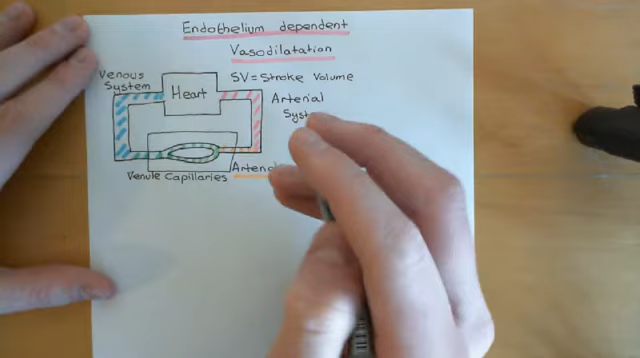 Endothelium dependent
Vasodilatation
Venous
System
Heart
SV = Stroke Volume
Arterial
Venule Capillaries